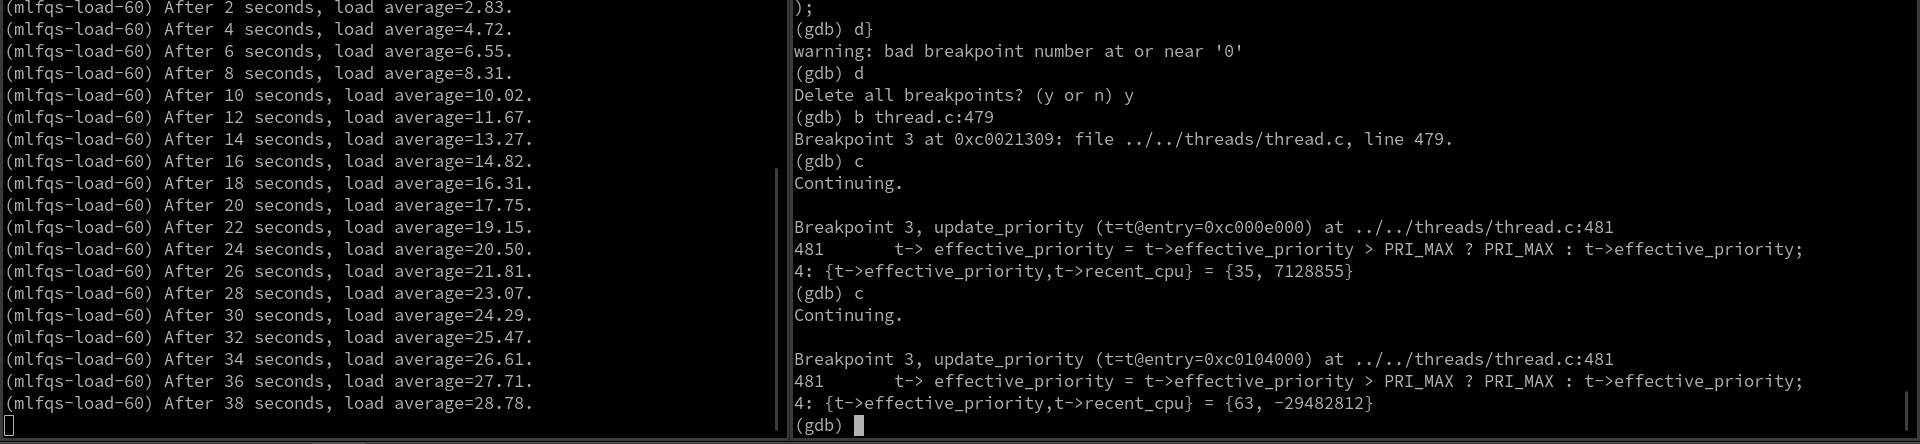 (mlfqs-load-60) After 2 seconds, load average=2.83.
(mlfqs-load-60) After 4 seconds, load average=4.72.
(mlfqs-load-60) After 6 seconds, load average=6.55.
(mlfqs-load-60) After 8 seconds, load average=8.31.
(mlfqs-load-60) After 10 seconds, load average=10.02.
(mlfqs-load-60) After 12 seconds, load average=11.67.
(mlfqs-load-60) After 14 seconds, load average=13.27.
(mlfqs-load-60) After 16 seconds, load average=14.82.
(mlfqs-load-60) After 18 seconds, load average=16.31.
(mlfqs-load-60) After 20 seconds, load average=17.75.
(mlfqs-load-60) After 22 seconds, load average=19.15.
(mlfqs-load-60) After 24 seconds, load average=20.50.
(mlfqs-load-60) After 26 seconds, load average=21.81.
(mlfqs-load-60) After 28 seconds, load average=23.07.
(mlfqs-load-60) After 30 seconds, load average=24.29.
(mlfqs-load-60) After 32 seconds, load average=25.47.
(mlfqs-load-60) After 34 seconds, load average=26.61.
(mlfqs-load-60) After 36 seconds, load average=27.71.
(mlfqs-load-60) After 38 seconds, load average=28.78.
);
(gdb) d}
warning: bad breakpoint number at or near '0'
(gdb) d
Delete all breakpoints? (y or n) y
(gdb) b thread.c:479
Breakpoint 3 at 0xc0021309: file ../../threads/thread.c, line 479.
(gdb) c
Continuing.
Breakpoint 3, update_priority (t=t@entry=0xc000e000) at ../../threads/thread.c:481
481       t-> effective_priority = t->effective_priority > PRI_MAX ? PRI_MAX : t->effective_priority;
4: {t->effective_priority,t->recent_cpu} = {35, 7128855}
(gdb) c
Continuing.
Breakpoint 3, update_priority (t=t@entry=0xc0104000) at ../../threads/thread.c:481
481       t-> effective_priority = t->effective_priority > PRI_MAX ? PRI_MAX : t->effective_priority;
4: {t->effective_priority,t->recent_cpu} = {63, -29482812}
(gdb)